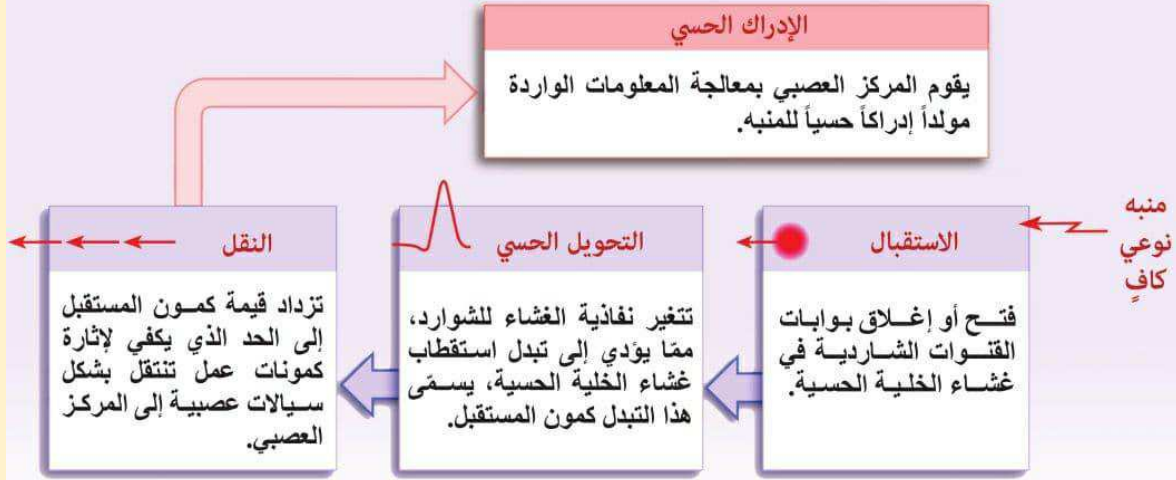 الإدراك الحسي
يقوم المركز العصبي بمعالجة المعلومات الواردة
مولداً إدراكاً حسياً للمنبه.
منبه
نوعي
كافٍ
الاستقبال
فتح أو إغلاق بوابات
القنوات الشاردية في
غشاء الخلية الحسية.
التحويل الحسي
تتغير نفاذية الغشاء للشوارد،
ممّا يؤدي إلى تبدل استقطاب
غشاء الخلية الحسية، يسمّى
هذا التبدل كمون المستقبل.
النقل
تزداد قيمة كمون المستقبل
إلى الحد الذي يكفي لإثارة
كمونات عمل تنتقل بشكل
سيالات عصبية إلى المركز
العصبي.